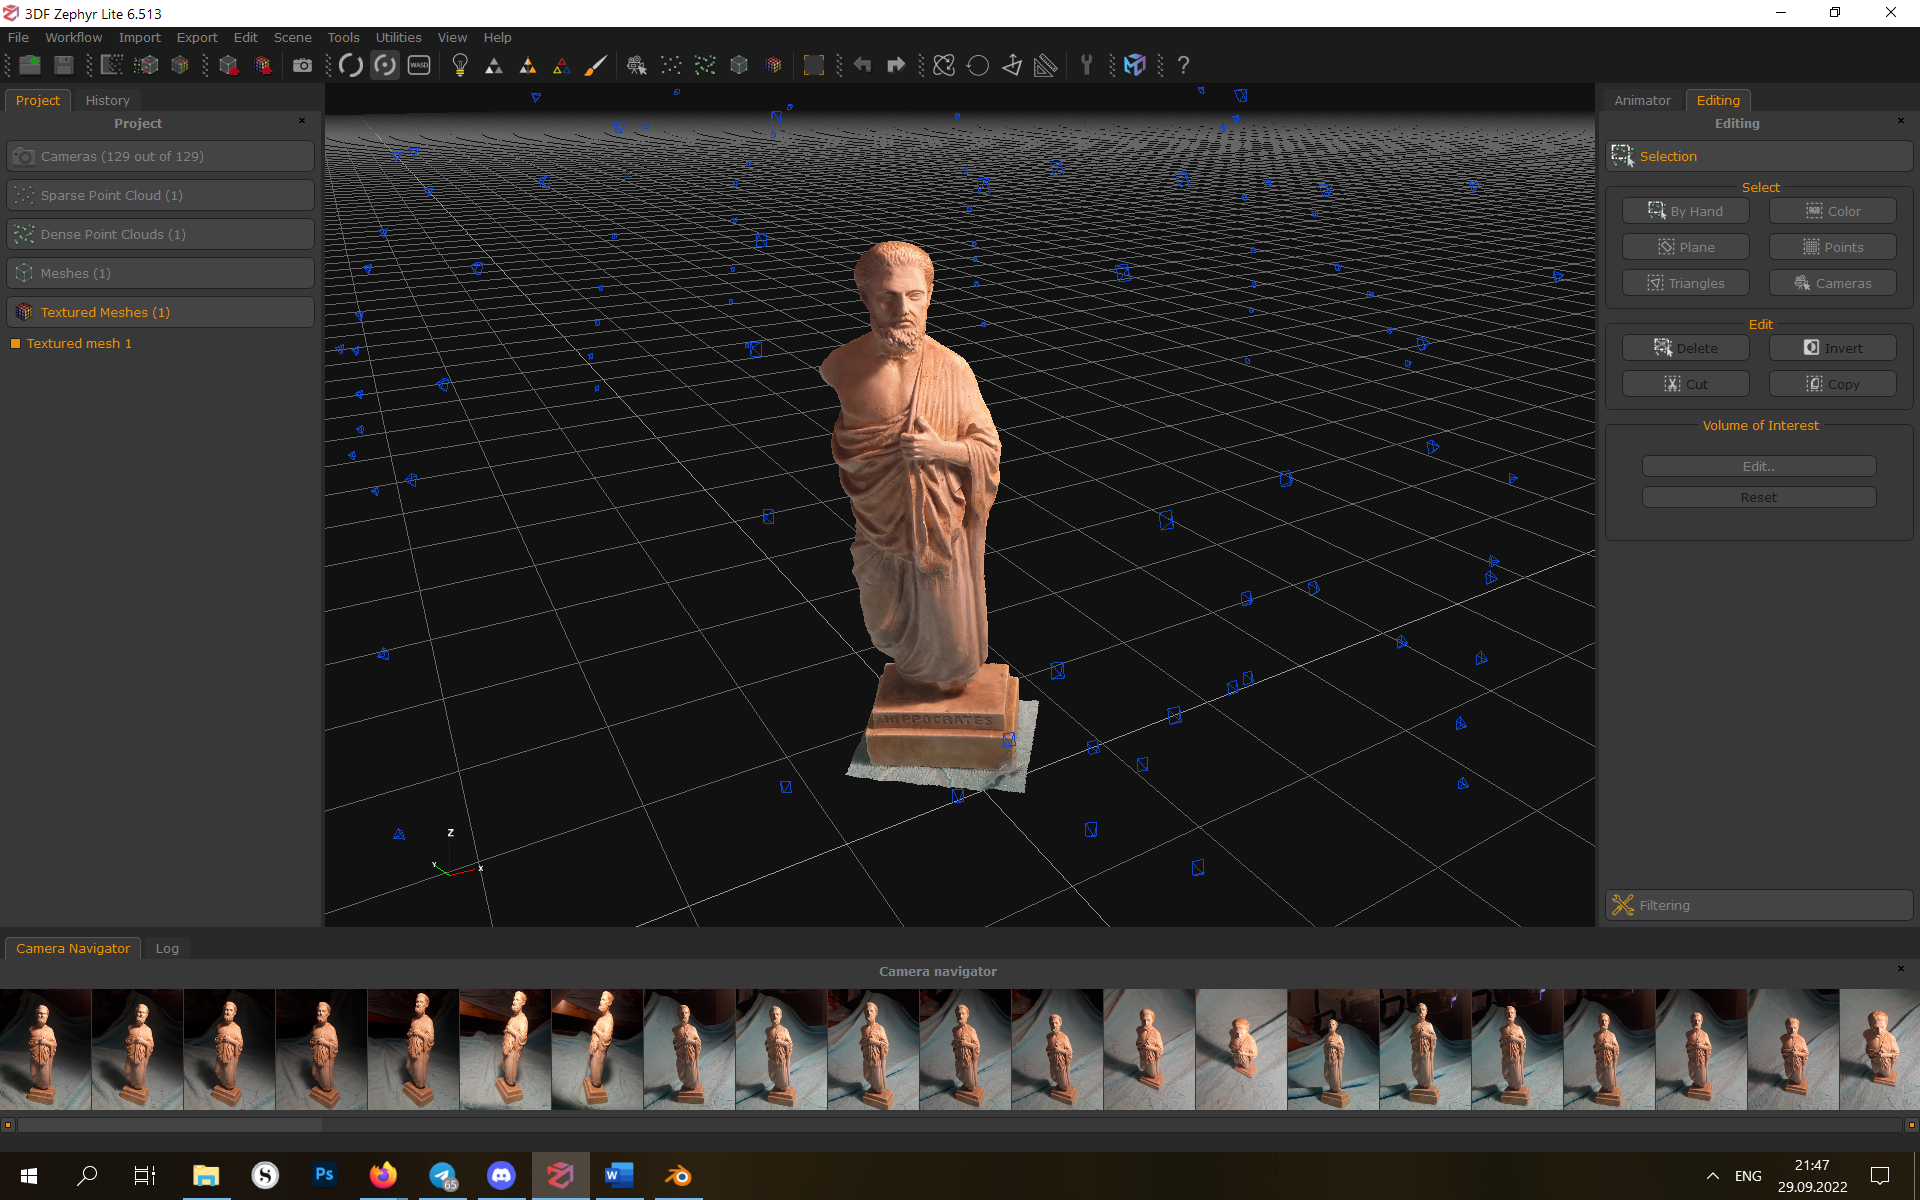 3DF Zephyr Lite 6.513
File Workflow Import Export Edit Scene Tools Utilities View Help
WASD
Project History
Project
Cameras (129 out of 129)
Sparse Point Cloud (1)
Dense Point Clouds (1)
Meshes (1)
Textured Meshes (1)
Textured mesh 1
HIPPOCRATES
Z
Y
X
Animator Editing
Editing
Selection
Select
By Hand Color
Plane Points
Triangles Cameras
Edit
Delete Invert
Cut Copy
Volume of Interest
Edit..
Reset
Filtering
Camera Navigator Log
Camera navigator
S Ps 65 W ENG
21:47
29.09.2022